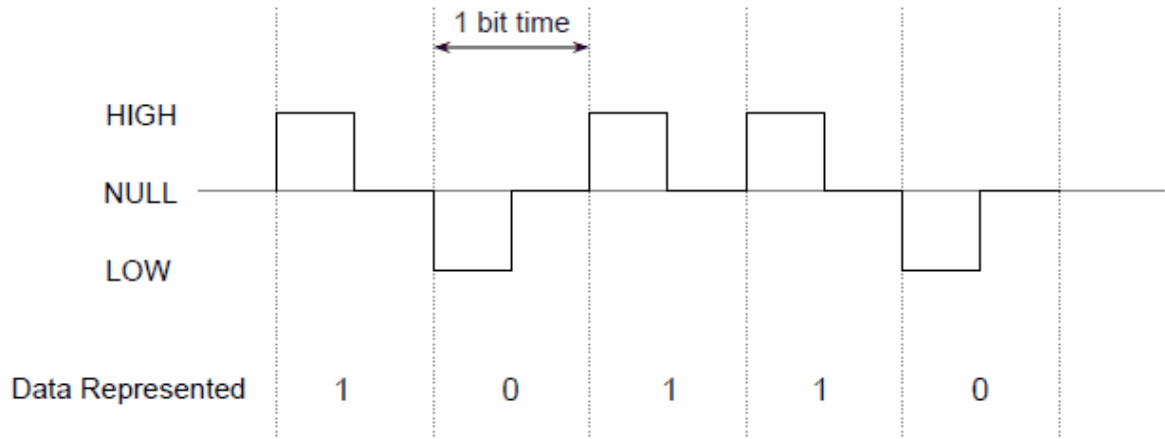 1 bit time
HIGH
NULL
LOW
Data Represented 1 0 1 1 0